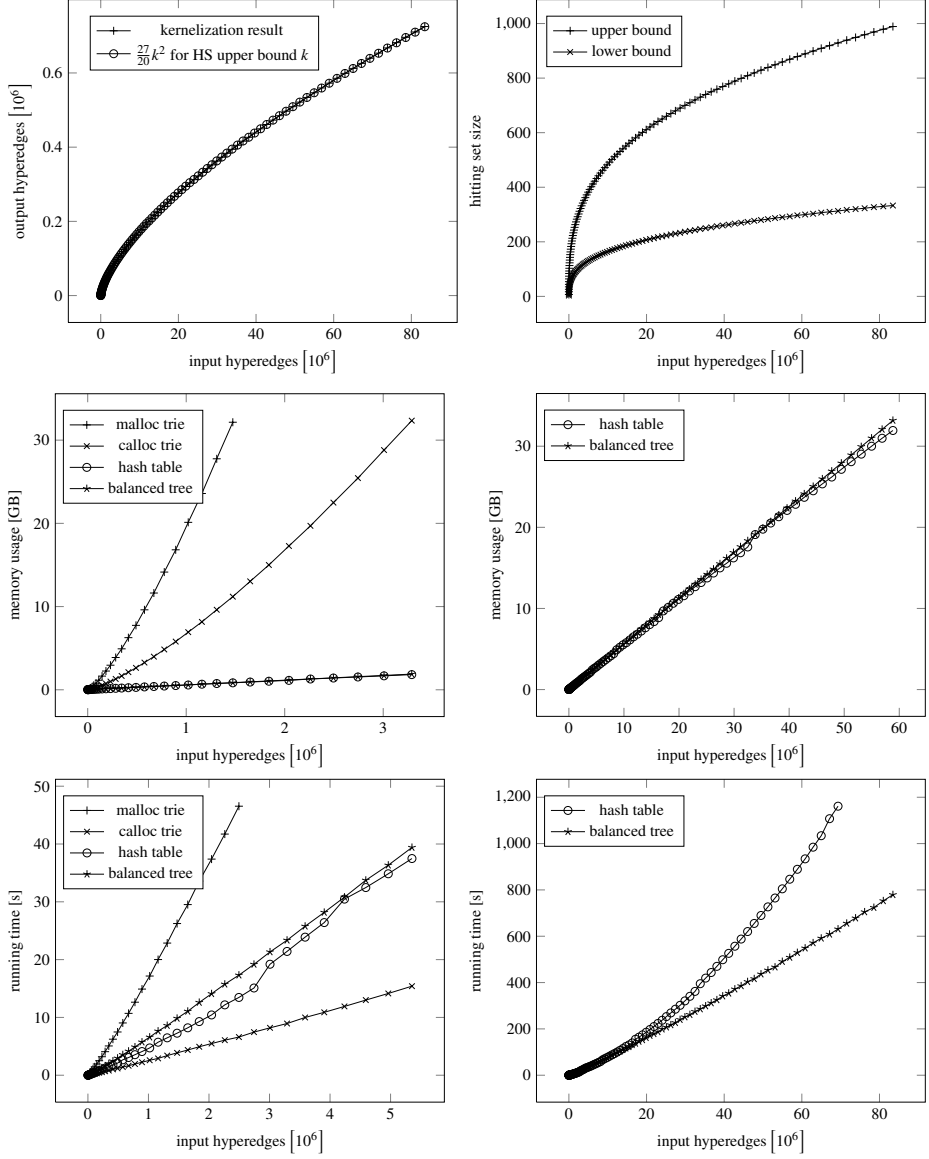 kernelization result
27/20 k² for HS upper bound k
output hyperedges [10⁶]
0.6
0.4
0.2
0
0 20 40 60 80
input hyperedges [10⁶]
upper bound
lower bound
hitting set size
1,000
800
600
400
200
0
0 20 40 60 80
input hyperedges [10⁶]
malloc trie
calloc trie
hash table
balanced tree
memory usage [GB]
30
20
10
0
0 1 2 3
input hyperedges [10⁶]
hash table
balanced tree
memory usage [GB]
30
20
10
0
0 10 20 30 40 50 60
input hyperedges [10⁶]
malloc trie
calloc trie
hash table
balanced tree
running time [s]
50
40
30
20
10
0
0 1 2 3 4 5
input hyperedges [10⁶]
hash table
balanced tree
running time [s]
1,200
1,000
800
600
400
200
0
0 20 40 60 80
input hyperedges [10⁶]